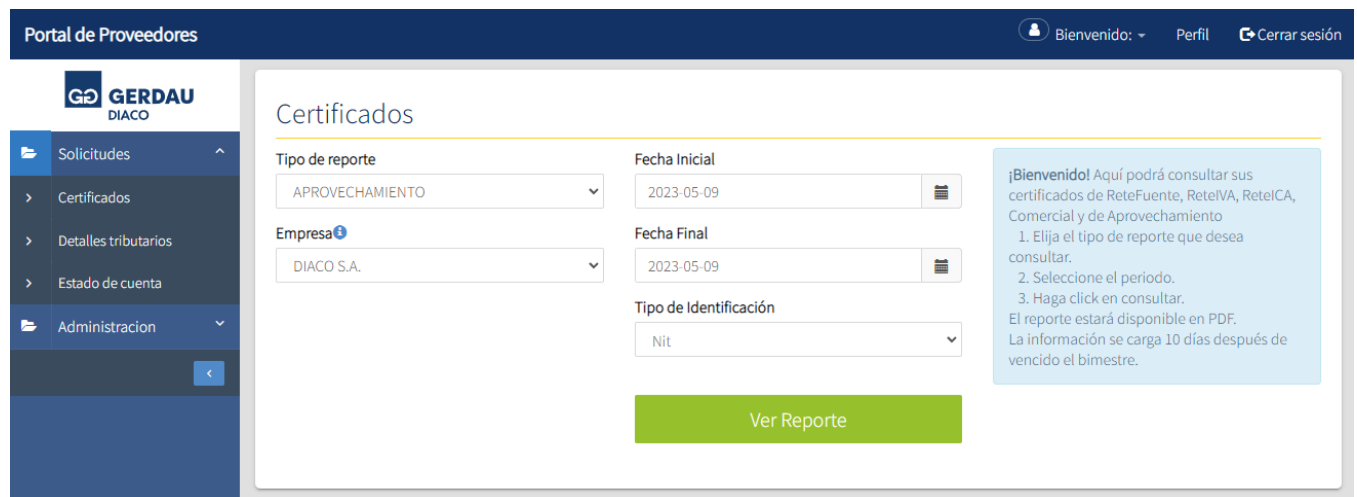 Portal de Proveedores
Bienvenido:
Perfil
Cerrar sesión
GG GERDAU
DIACO
Solicitudes
Certificados
Detalles tributarios
Estado de cuenta
Administracion
Certificados
Tipo de reporte
APROVECHAMIENTO
Empresa
DIACO S.A.
Fecha Inicial
2023-05-09
Fecha Final
2023-05-09
Tipo de Identificación
Nit
Ver Reporte
¡Bienvenido! Aquí podrá consultar sus
certificados de ReteFuente, ReteIVA, ReteICA,
Comercial y de Aprovechamiento
1. Elija el tipo de reporte que desea
consultar.
2. Seleccione el periodo.
3. Haga click en consultar.
El reporte estará disponible en PDF.
La información se carga 10 días después de
vencido el bimestre.